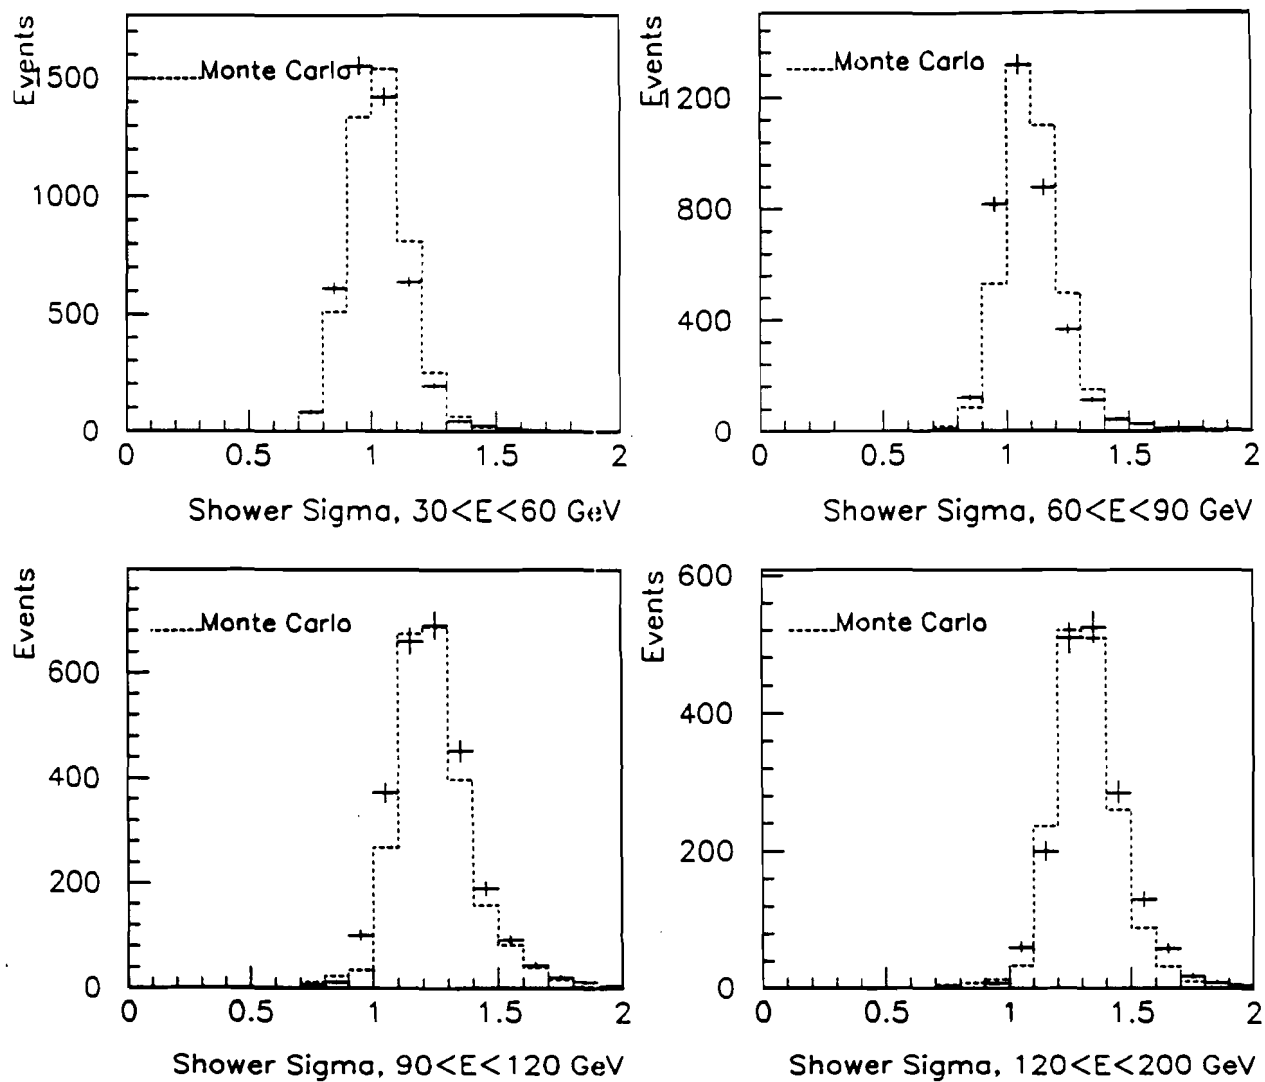 Events
Monte Carlo
1500
1000
500
0
0 0.5 1 1.5 2
Shower Sigma, 30<E<60 GeV
Events
Monte Carlo
1200
800
400
0
0 0.5 1 1.5 2
Shower Sigma, 60<E<90 GeV
Events
Monte Carlo
600
400
200
0
0 0.5 1 1.5 2
Shower Sigma, 90<E<120 GeV
Events
600
Monte Carlo
400
200
0
0 0.5 1 1.5 2
Shower Sigma, 120<E<200 GeV